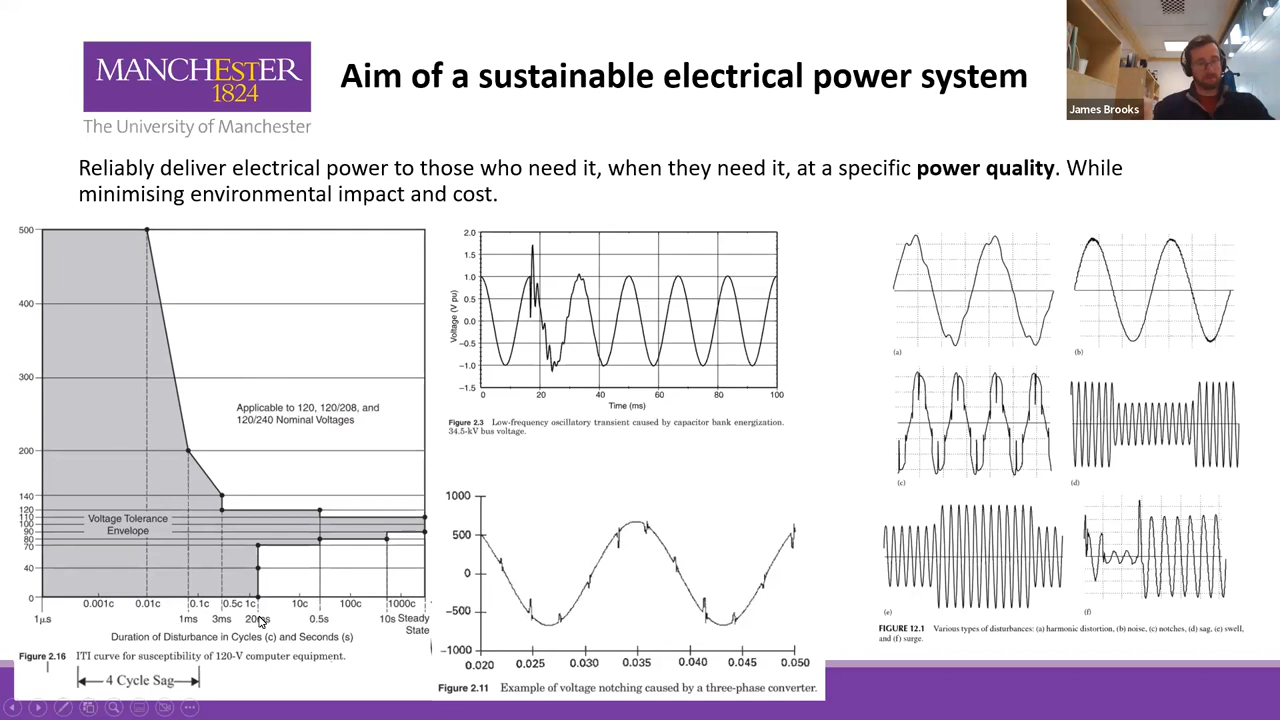 MANCHESTER
1824
The University of Manchester
Aim of a sustainable electrical power system
James Brooks
Reliably deliver electrical power to those who need it, when they need it, at a specific power quality. While
minimising environmental impact and cost.
500
400
300
200
140
120
110
100
90
80
70
40
0
Applicable to 120, 120/208, and
120/240 Nominal Voltages
Voltage Tolerance
Envelope
0.001c 0.01c 0.1c 0.5c 1c 10c 100c 1000c
1μs 1ms 3ms 20ms 0.5s 10s Steady
State
Duration of Disturbance in Cycles (c) and Seconds (s)
Figure 2.16 ITI curve for susceptibility of 120-V computer equipment.
4 Cycle Sag
Voltage (V pu)
2.0
1.5
1.0
0.5
0.0
−0.5
−1.0
−1.5
0 20 40 60 80 100
Time (ms)
Figure 2.3 Low-frequency oscillatory transient caused by capacitor bank energization.
34.5-kV bus voltage.
1000
500
0
−500
−1000
0.020 0.025 0.030 0.035 0.040 0.045 0.050
Figure 2.11 Example of voltage notching caused by a three-phase converter.
(a)
(b)
(c)
(d)
(e)
(f)
FIGURE 12.1 Various types of disturbances: (a) harmonic distortion, (b) noise, (c) notches, (d) sag, (e) swell,
and (f) surge.